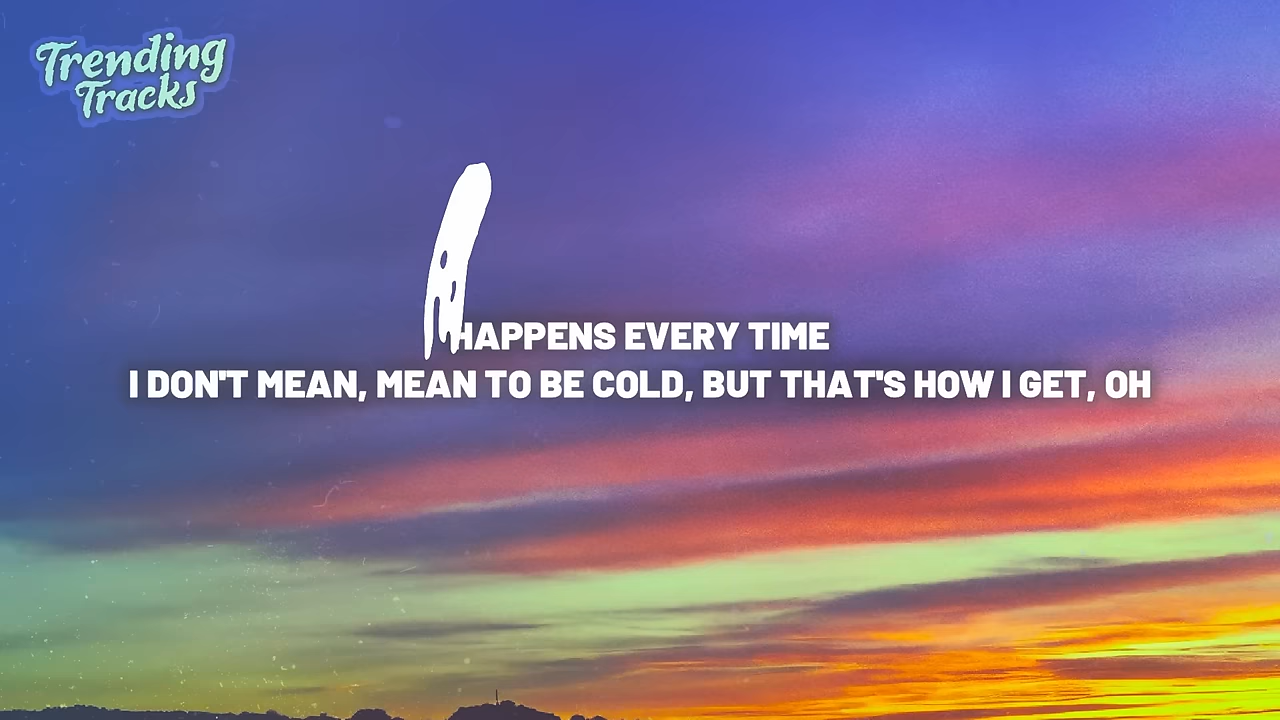 Trending
Tracks
HAPPENS EVERY TIME
I DON'T MEAN, MEAN TO BE COLD, BUT THAT'S HOW I GET, OH